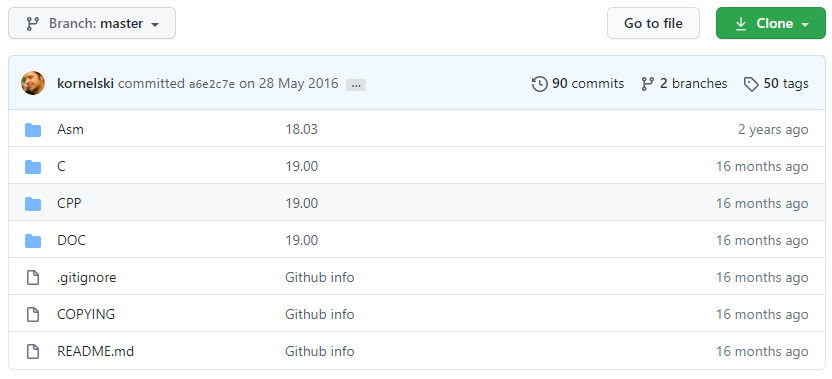 Branch: master Go to file Clone
kornelski committed a6e2c7e on 28 May 2016 ... 90 commits 2 branches 50 tags
Asm 18.03 2 years ago
C 19.00 16 months ago
CPP 19.00 16 months ago
DOC 19.00 16 months ago
.gitignore Github info 16 months ago
COPYING Github info 16 months ago
README.md Github info 16 months ago